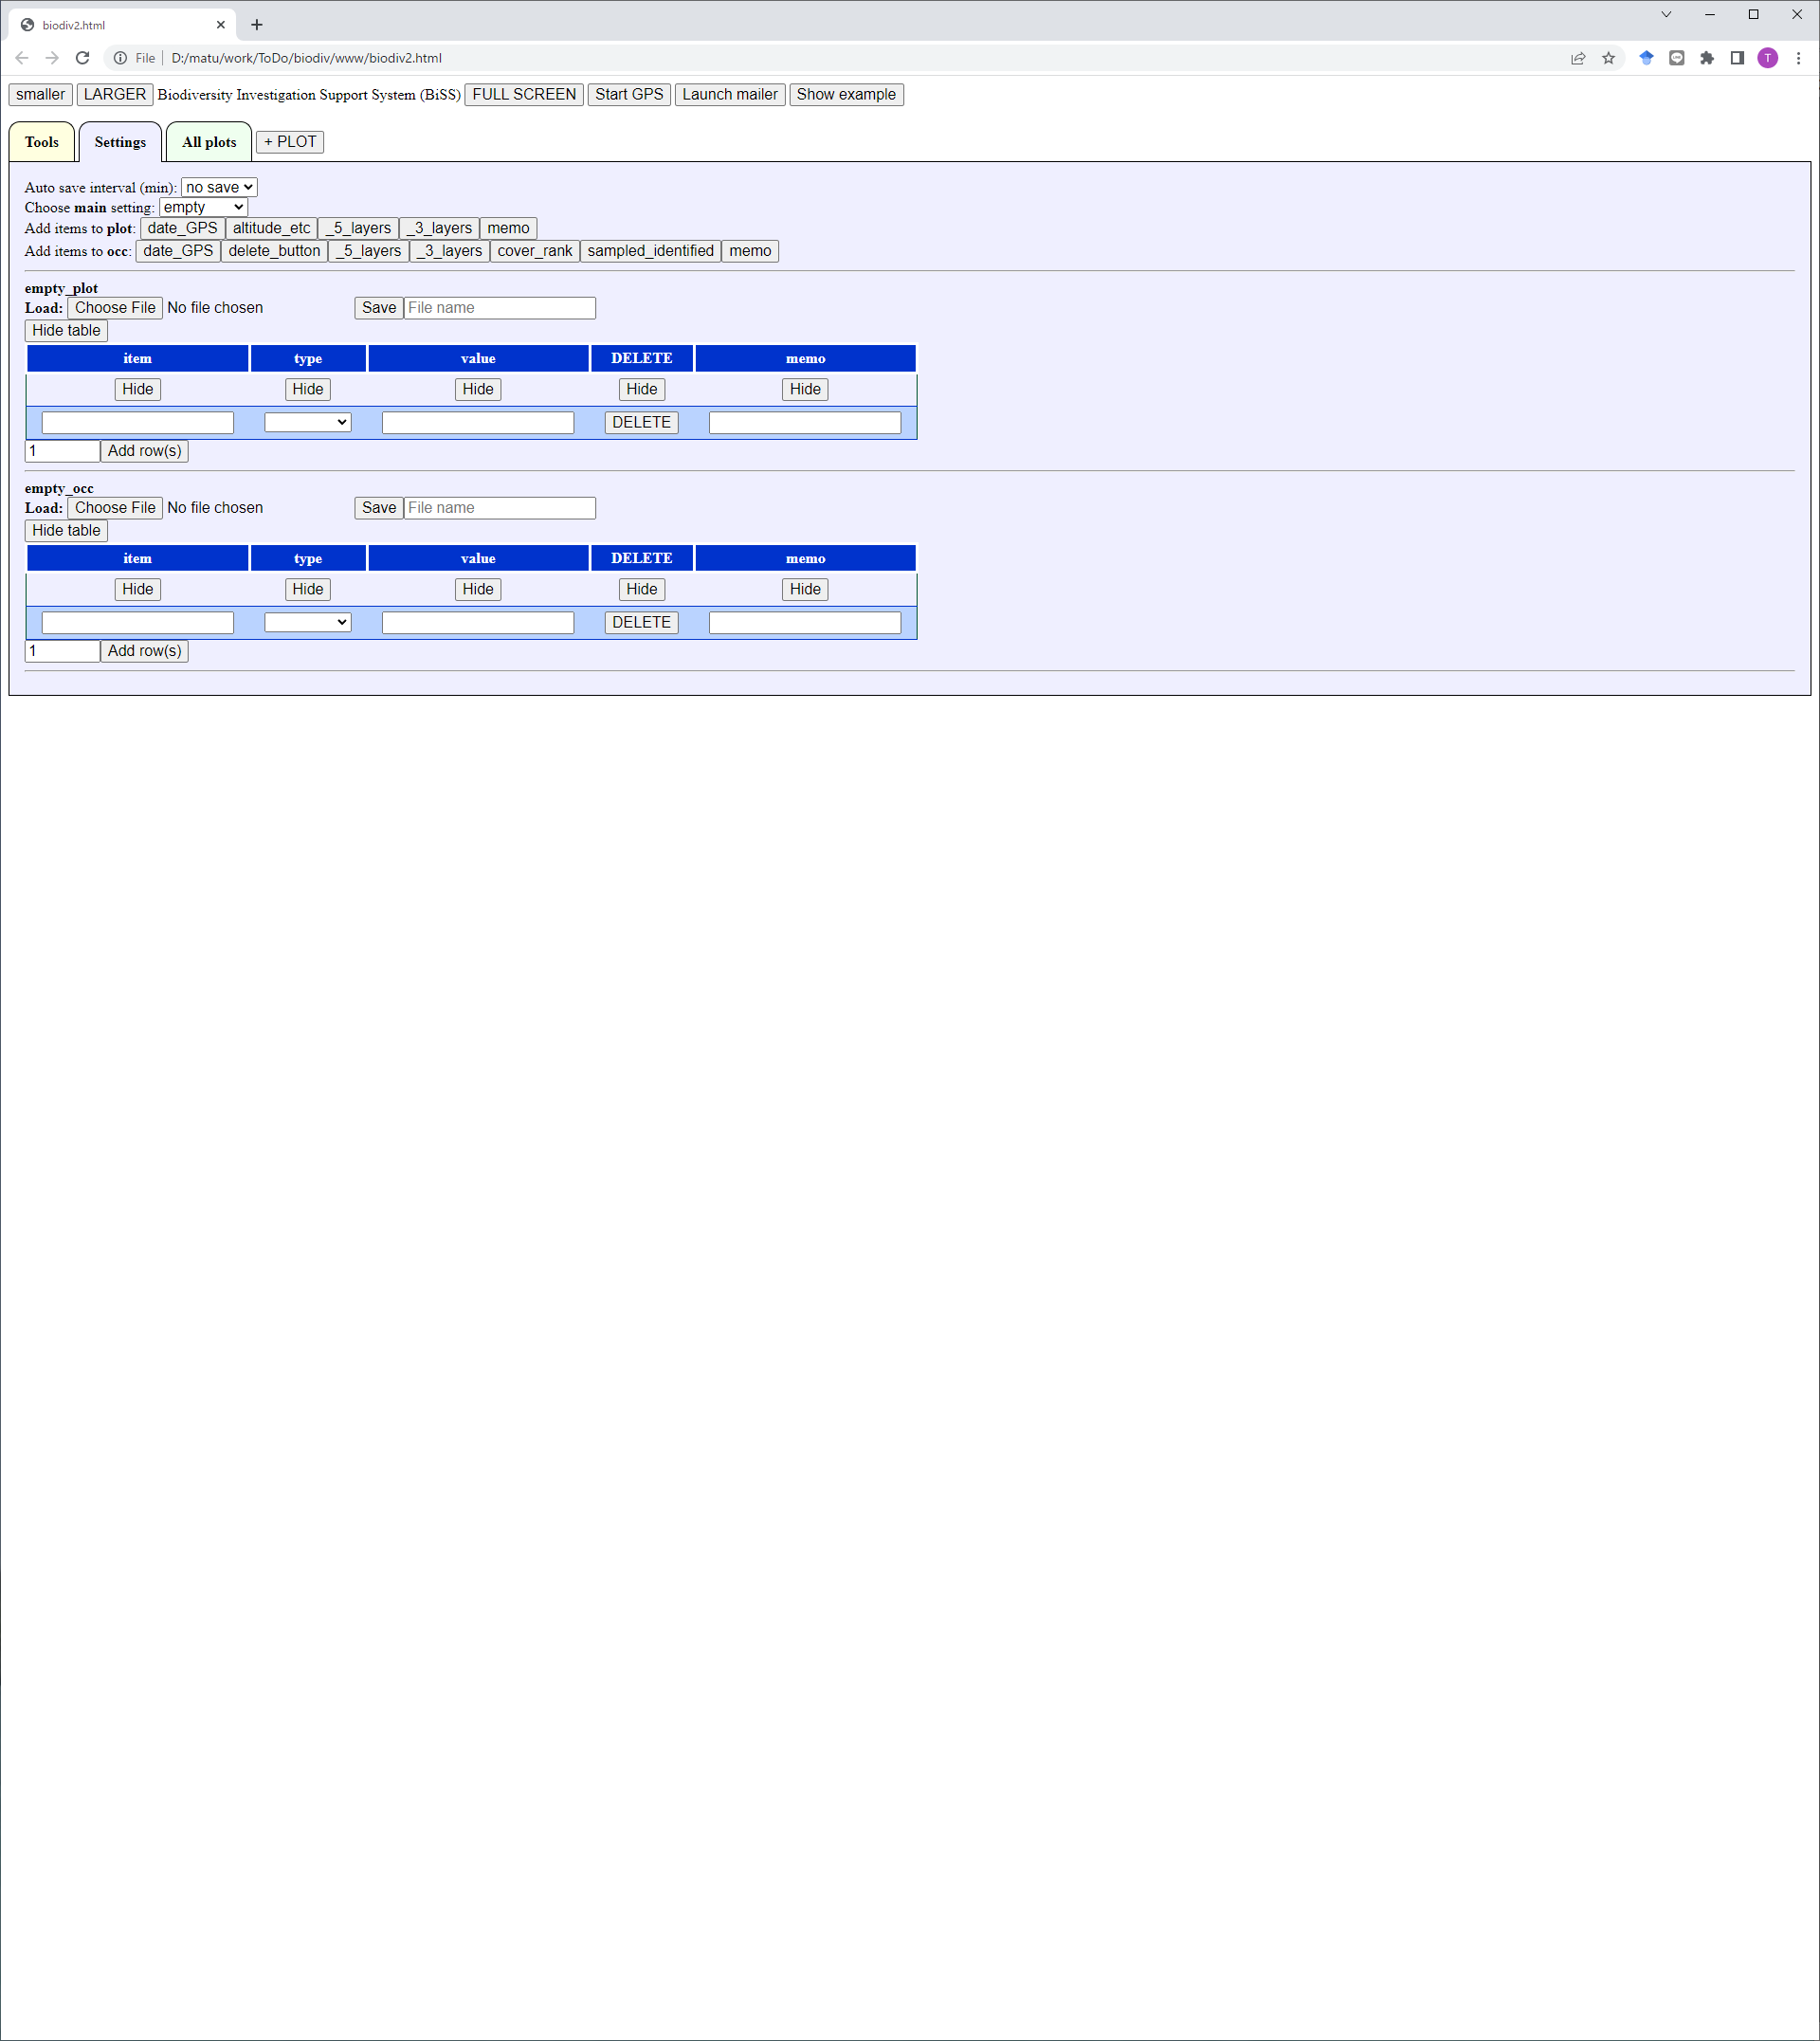 biodiv2.html
File D:/matu/work/ToDo/biodiv/www/biodiv2.html T
smaller LARGER Biodiversity Investigation Support System (BiSS) FULL SCREEN Start GPS Launch mailer Show example
Tools Settings All plots + PLOT
Auto save interval (min): no save
Choose main setting: empty
Add items to plot: date_GPS altitude_etc _5_layers _3_layers memo
Add items to occ: date_GPS delete_button _5_layers _3_layers cover_rank sampled_identified memo
empty_plot
Load: Choose File No file chosen Save File name
Hide table
item type value DELETE memo
Hide Hide Hide Hide Hide
DELETE
1 Add row(s)
empty_occ
Load: Choose File No file chosen Save File name
Hide table
item type value DELETE memo
Hide Hide Hide Hide Hide
DELETE
1 Add row(s)